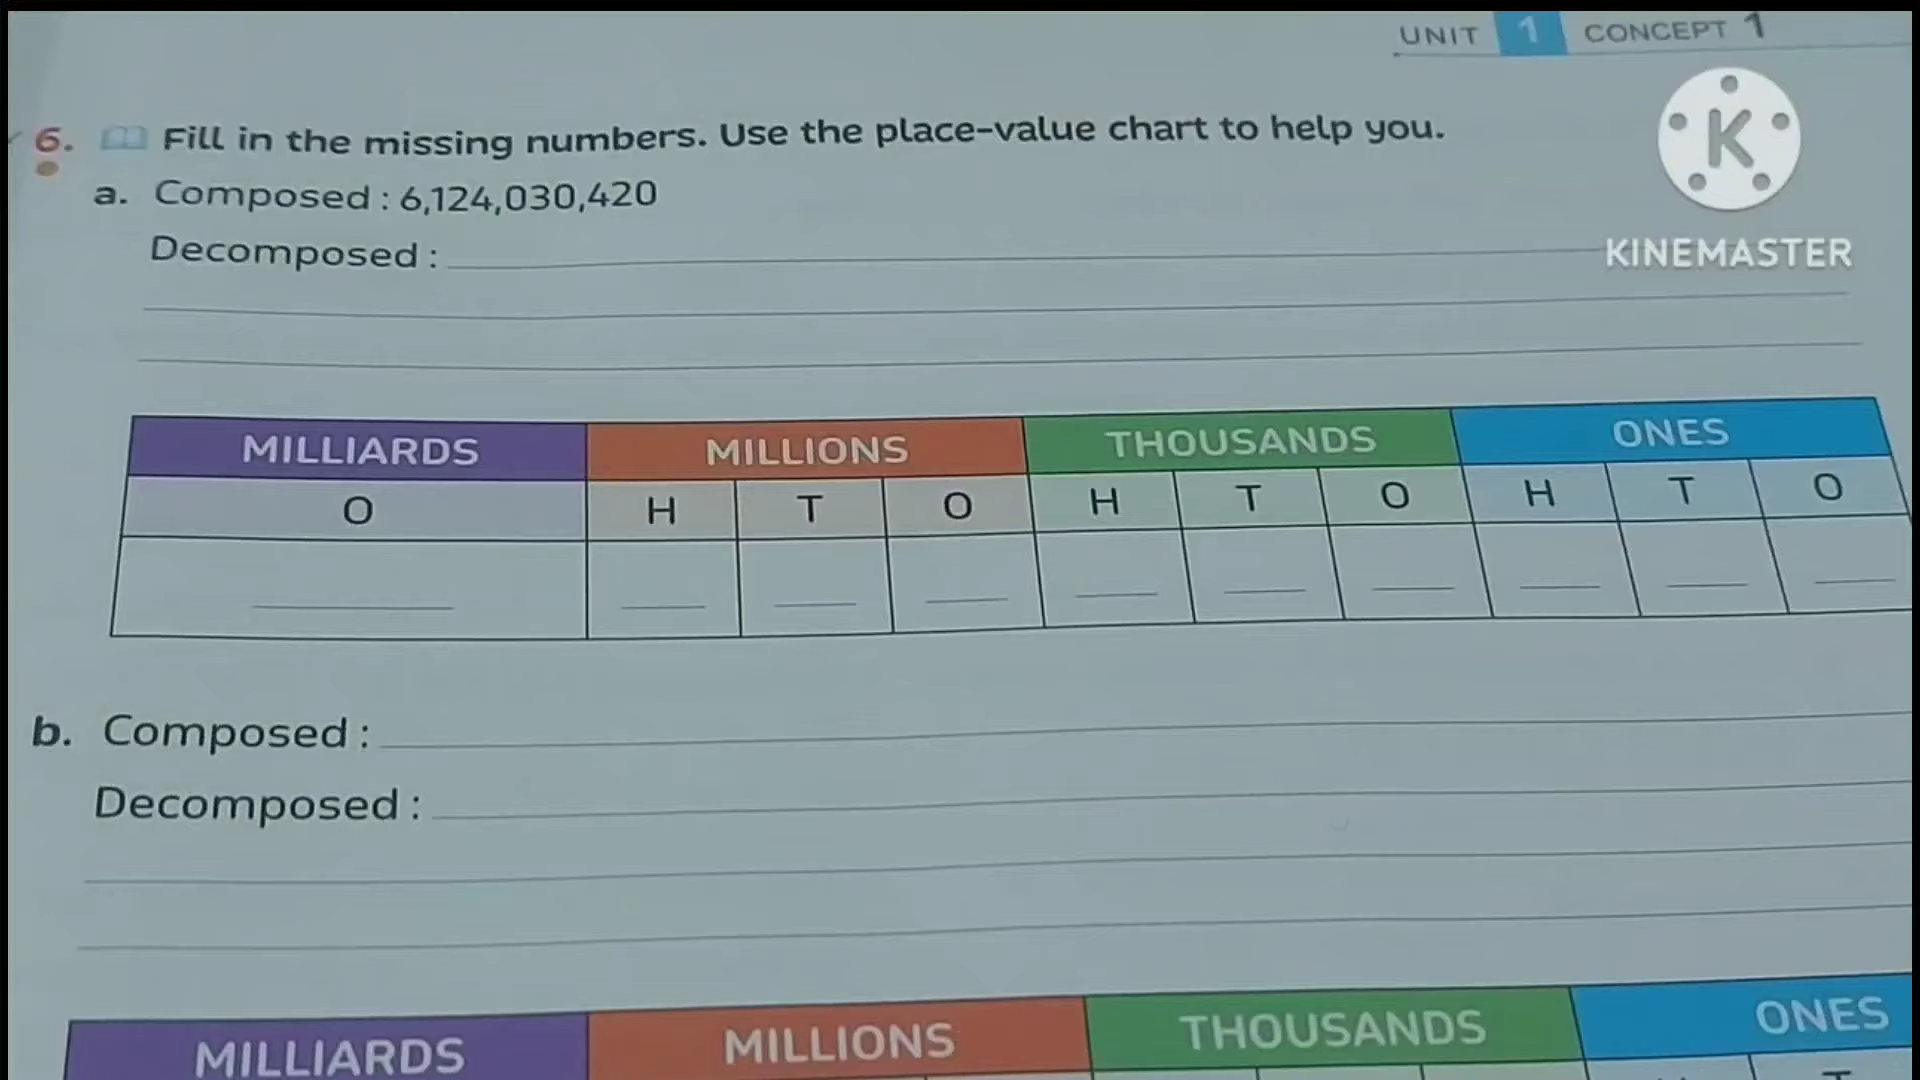 UNIT 1 CONCEPT 1
K
KINEMASTER
6. Fill in the missing numbers. Use the place-value chart to help you.
a. Composed : 6,124,030,420
Decomposed :
MILLIARDS MILLIONS THOUSANDS ONES
O H T O H T O H T O
b. Composed :
Decomposed :
MILLIARDS MILLIONS THOUSANDS ONES